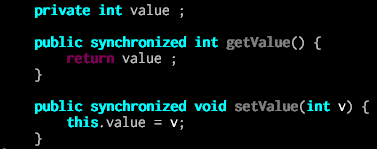 private int value ;
public synchronized int getValue() {
return value ;
}
public synchronized void setValue(int v) {
this.value = v;
}